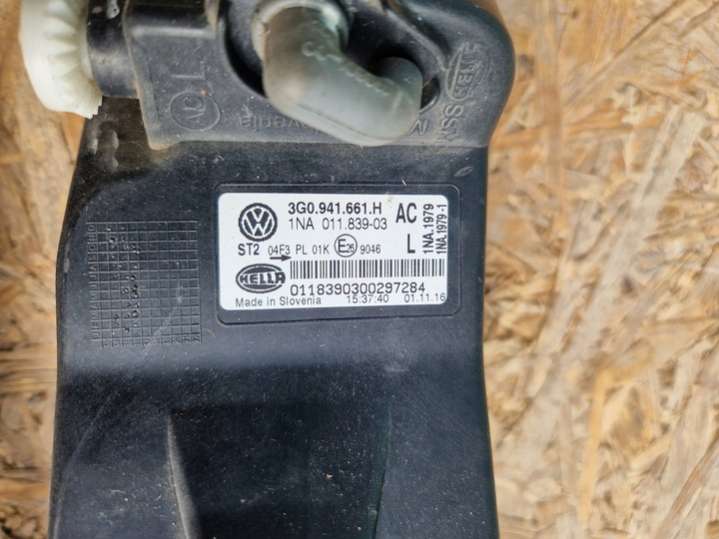 3G0.941.661.H AC
1NA 011.839-03
ST2 04F3 PL 01K 9046 L
1NA.1979
1NA.1979-1
HELLA
0118390300297284
Made in Slovenia 15:37:40 01.11.16